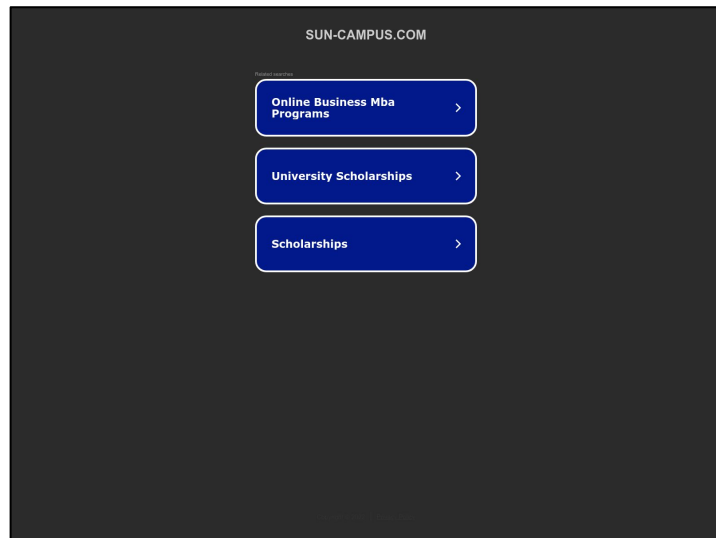 SUN-CAMPUS.COM
Related searches
Online Business Mba
Programs
University Scholarships
Scholarships